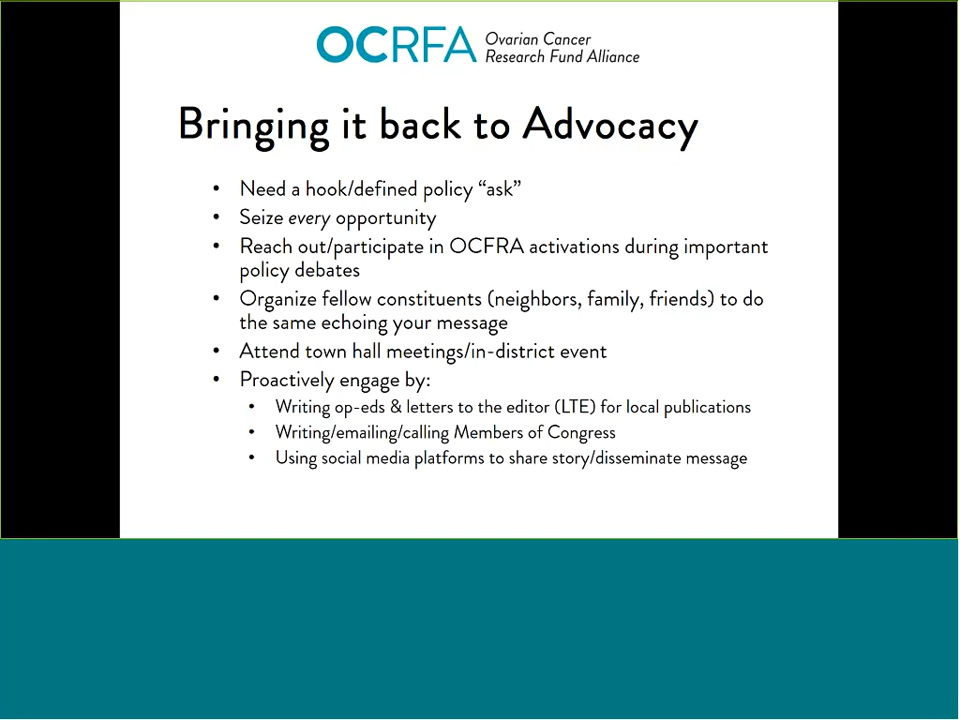 OCRFA Ovarian Cancer
Research Fund Alliance
Bringing it back to Advocacy
• Need a hook/defined policy “ask”
• Seize every opportunity
• Reach out/participate in OCFRA activations during important
policy debates
• Organize fellow constituents (neighbors, family, friends) to do
the same echoing your message
• Attend town hall meetings/in-district event
• Proactively engage by:
• Writing op-eds & letters to the editor (LTE) for local publications
• Writing/emailing/calling Members of Congress
• Using social media platforms to share story/disseminate message